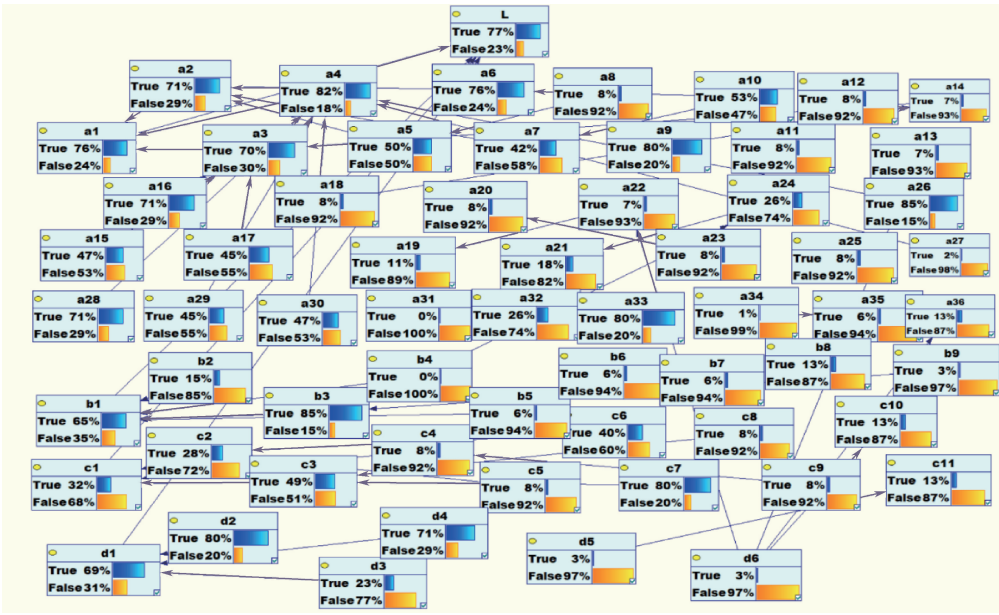 L
True 77%
False 23%
a2
True 71%
False 29%
a4
True 82%
False 18%
a6
True 76%
False 24%
a8
True 8%
Fales 92%
a10
True 53%
False 47%
a12
True 8%
False 92%
a14
True 7%
False 93%
a1
True 76%
False 24%
a3
True 70%
False 30%
a5
True 50%
False 50%
a7
True 42%
False 58%
a9
True 80%
False 20%
a11
True 8%
False 92%
a13
True 7%
False 93%
a16
True 71%
False 29%
a18
True 8%
False 92%
a20
True 8%
False 92%
a22
True 7%
False 93%
a24
True 26%
False 74%
a26
True 85%
False 15%
a15
True 47%
False 53%
a17
True 45%
False 55%
a19
True 11%
False 89%
a21
True 18%
False 82%
a23
True 8%
False 92%
a25
True 8%
False 92%
a27
True 2%
False 98%
a28
True 71%
False 29%
a29
True 45%
False 55%
a30
True 47%
False 53%
a31
True 0%
False 100%
a32
True 26%
False 74%
a33
True 80%
False 20%
a34
True 1%
False 99%
a35
True 6%
False 94%
a36
True 13%
False 87%
b2
True 15%
False 85%
b4
True 0%
False 100%
b6
True 6%
False 94%
b7
True 6%
False 94%
b8
True 13%
False 87%
b9
True 3%
False 97%
b1
True 65%
False 35%
b3
True 85%
False 15%
b5
True 6%
False 94%
c6
True 40%
False 60%
c8
True 8%
False 92%
c10
True 13%
False 87%
c2
True 28%
False 72%
c4
True 8%
False 92%
c1
True 32%
False 68%
c3
True 49%
False 51%
c5
True 8%
False 92%
c7
True 80%
False 20%
c9
True 8%
False 92%
c11
True 13%
False 87%
d2
True 80%
False 20%
d4
True 71%
False 29%
d1
True 69%
False 31%
d3
True 23%
False 77%
d5
True 3%
False 97%
d6
True 3%
False 97%